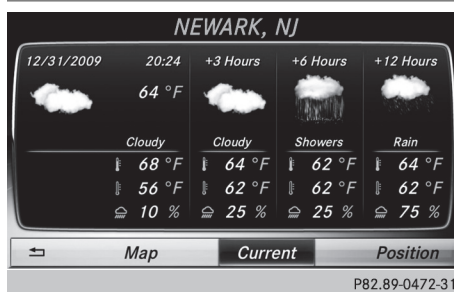 NEWARK, NJ
12/31/2009 20:24 +3 Hours +6 Hours +12 Hours
64 °F
Cloudy Cloudy Showers Rain
68 °F 64 °F 62 °F 64 °F
56 °F 62 °F 62 °F 62 °F
10 % 25 % 25 % 75 %
Map Current Position
P82.89-0472-31